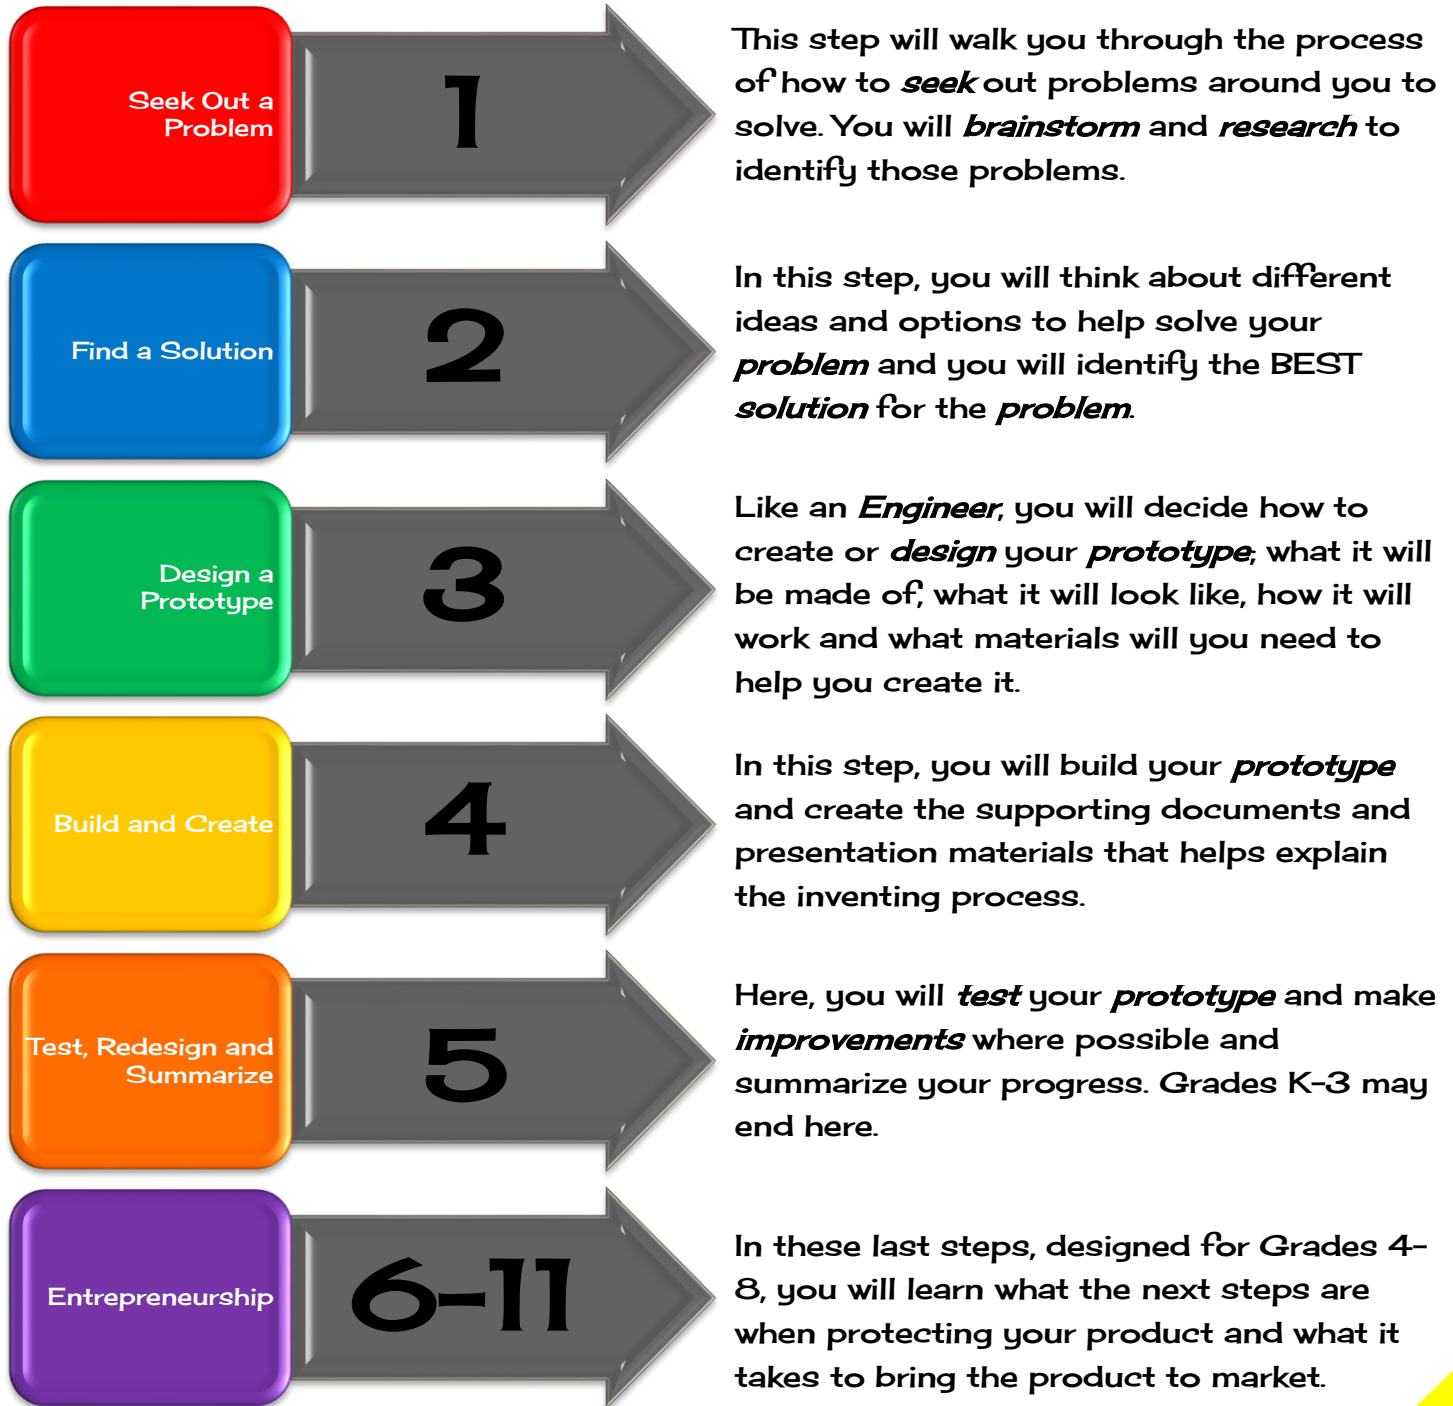 Seek Out a
Problem
1
This step will walk you through the process
of how to seek out problems around you to
solve. You will brainstorm and research to
identify those problems.
Find a Solution
2
In this step, you will think about different
ideas and options to help solve your
problem and you will identify the BEST
solution for the problem.
Design a
Prototype
3
Like an Engineer, you will decide how to
create or design your prototype; what it will
be made of, what it will look like, how it will
work and what materials will you need to
help you create it.
Build and Create
4
In this step, you will build your prototype
and create the supporting documents and
presentation materials that helps explain
the inventing process.
Test, Redesign and
Summarize
5
Here, you will test your prototype and make
improvements where possible and
summarize your progress. Grades K-3 may
end here.
Entrepreneurship
6-11
In these last steps, designed for Grades 4-
8, you will learn what the next steps are
when protecting your product and what it
takes to bring the product to market.